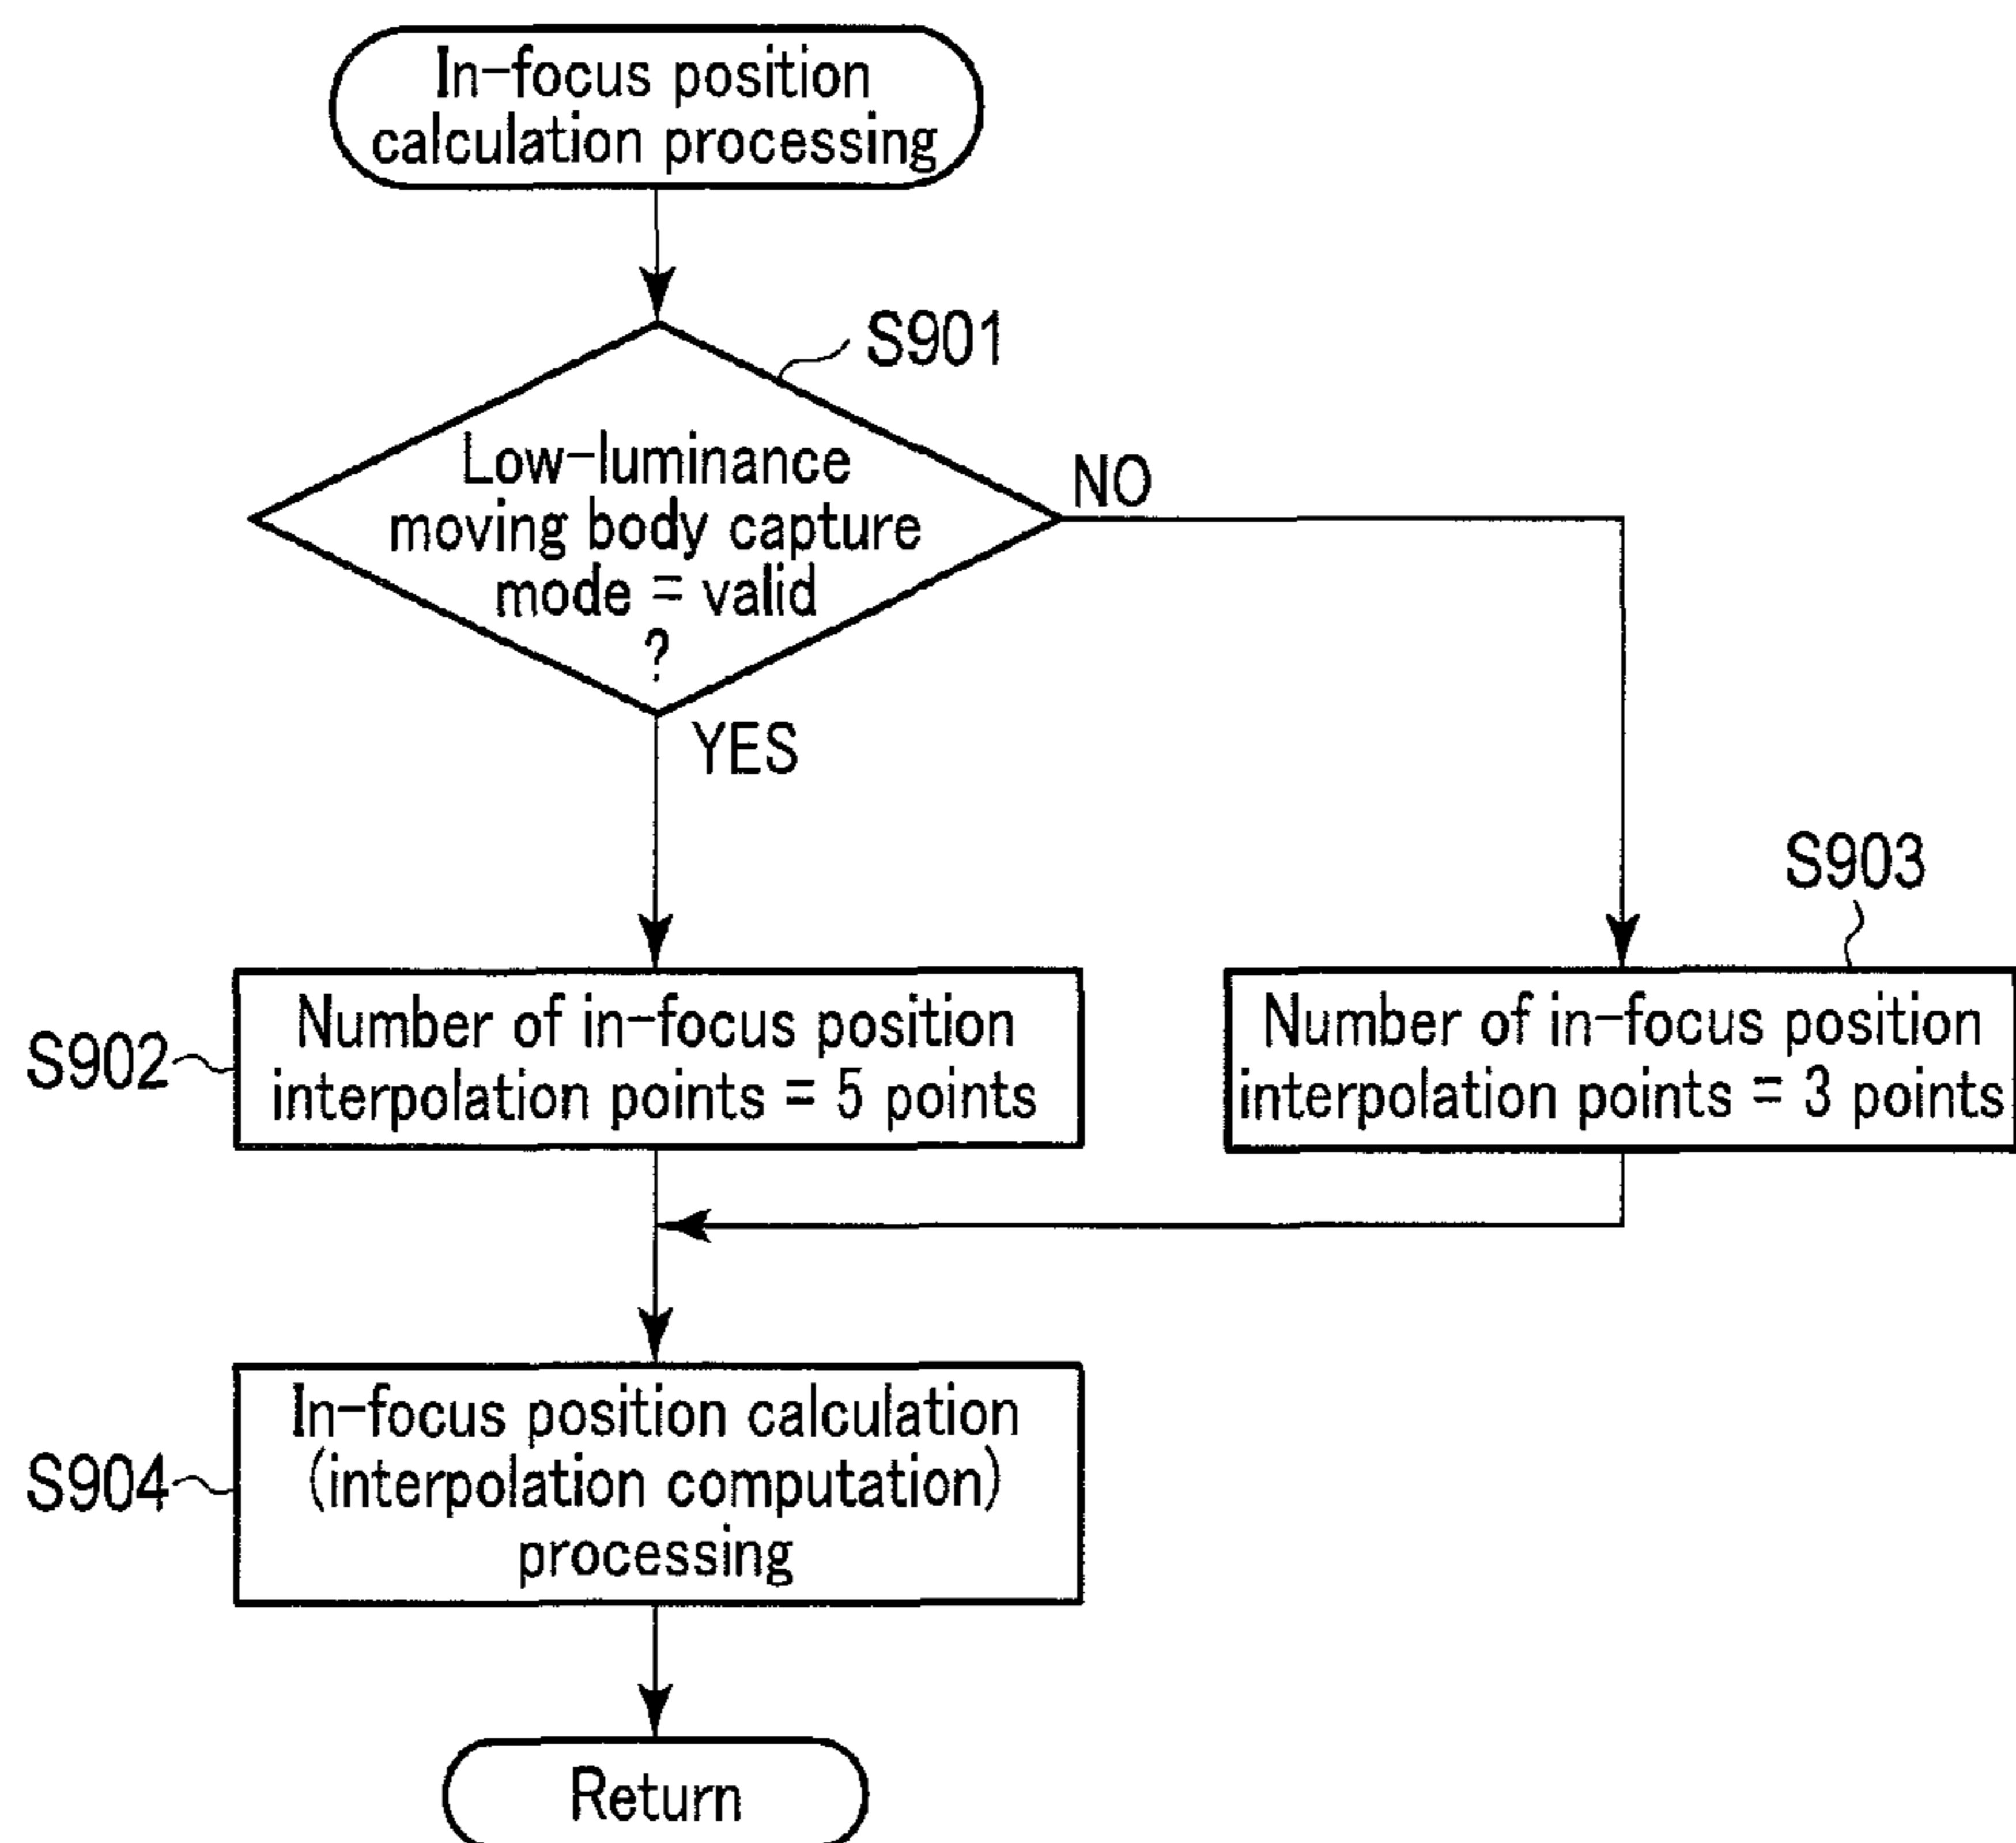 In-focus position
calculation processing
S901
Low-luminance
moving body capture
mode = valid
?
NO
YES
S903
S902
Number of in-focus position
interpolation points = 5 points
Number of in-focus position
interpolation points = 3 points
S904
In-focus position calculation
(interpolation computation)
processing
Return